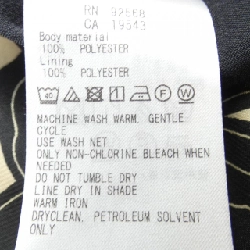 RN 92568
CA 19543
Body material
100% POLYESTER
Lining
100% POLYESTER
40
MACHINE WASH WARM, GENTLE
CYCLE
USE WASH NET
ONLY NON-CHLORINE BLEACH WHEN
NEEDED
DO NOT TUMBLE DRY
LINE DRY IN SHADE
WARM IRON
DRYCLEAN, PETROLEUM SOLVENT
ONLY